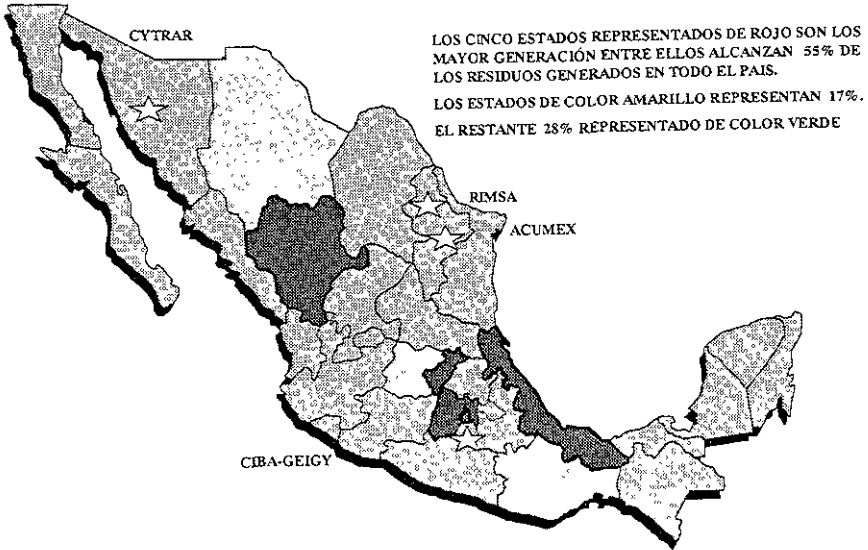 CYTRAR
LOS CINCO ESTADOS REPRESENTADOS DE ROJO SON LOS
MAYOR GENERACIÓN ENTRE ELLOS ALCANZAN 55% DE
LOS RESIDUOS GENERADOS EN TODO EL PAIS.
LOS ESTADOS DE COLOR AMARILLO REPRESENTAN 17%.
EL RESTANTE 28% REPRESENTADO DE COLOR VERDE
RIMSA
ACUMEX
CIBA-GEIGY